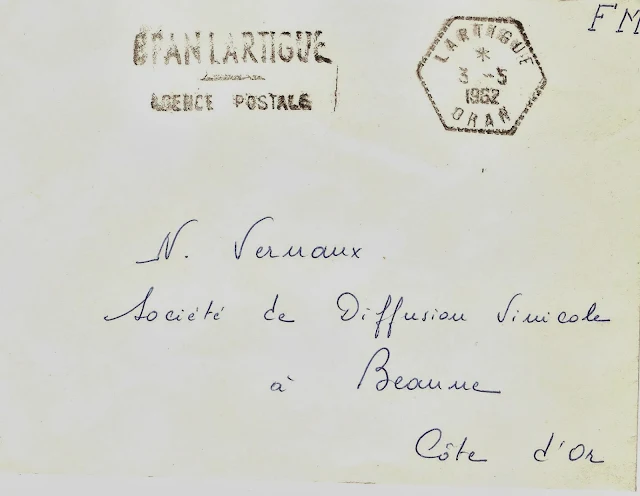 FM
ORAN LARTIGUE
AGENCE POSTALE
LARTIGUE
*
3 -5
1962
ORAN
N. Vernaux
Société de Diffusion Vinicole
à Beaune
Côte d'Or